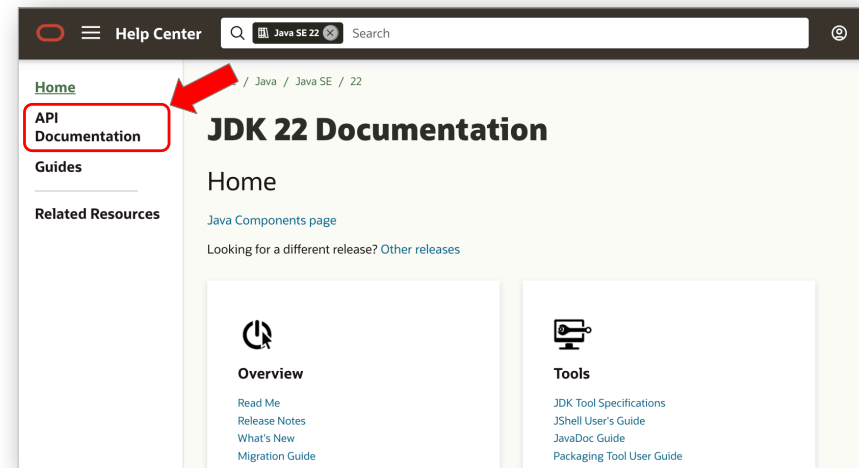 Help Center
Java SE 22
Search
Home
API
Documentation
Guides
Related Resources
/ Java / Java SE / 22
JDK 22 Documentation
Home
Java Components page
Looking for a different release? Other releases
Overview
Read Me
Release Notes
What's New
Migration Guide
Tools
JDK Tool Specifications
JShell User's Guide
JavaDoc Guide
Packaging Tool User Guide